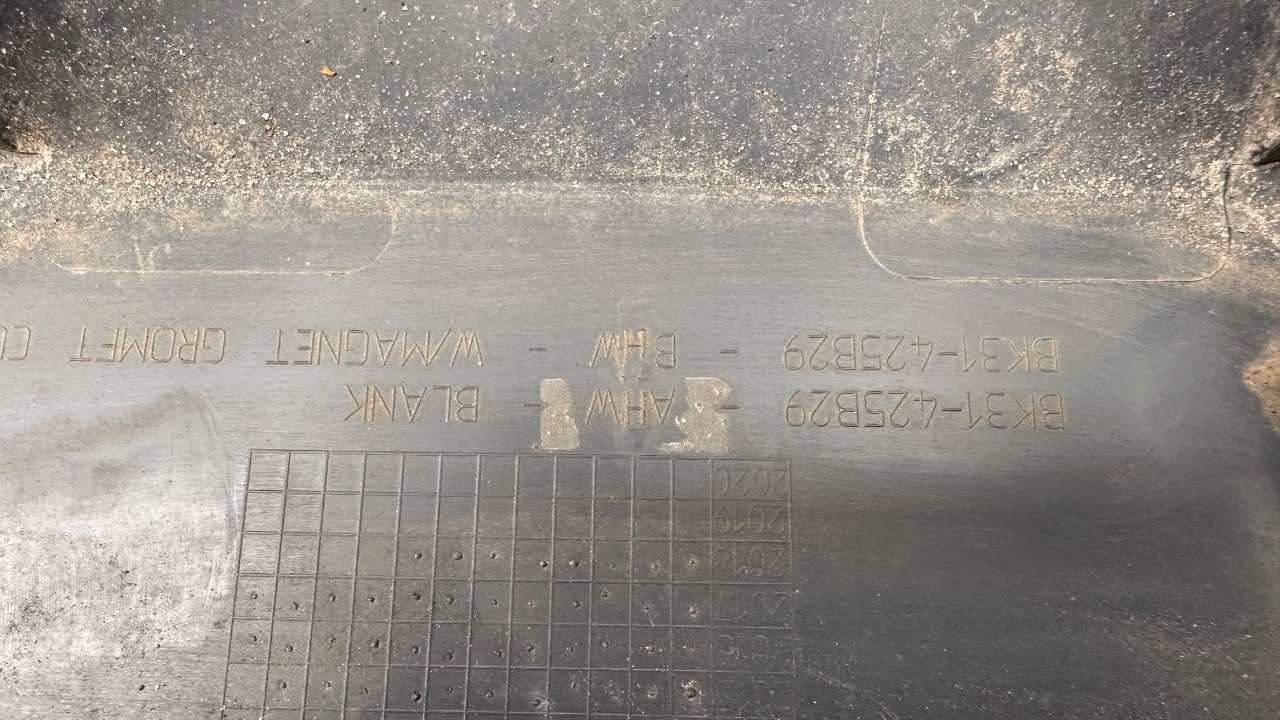 2017
2018
2019
2020
BK31-425B29 - AHW - BLANK
BK31-425B29 - BHW - W/MAGNET GROMET